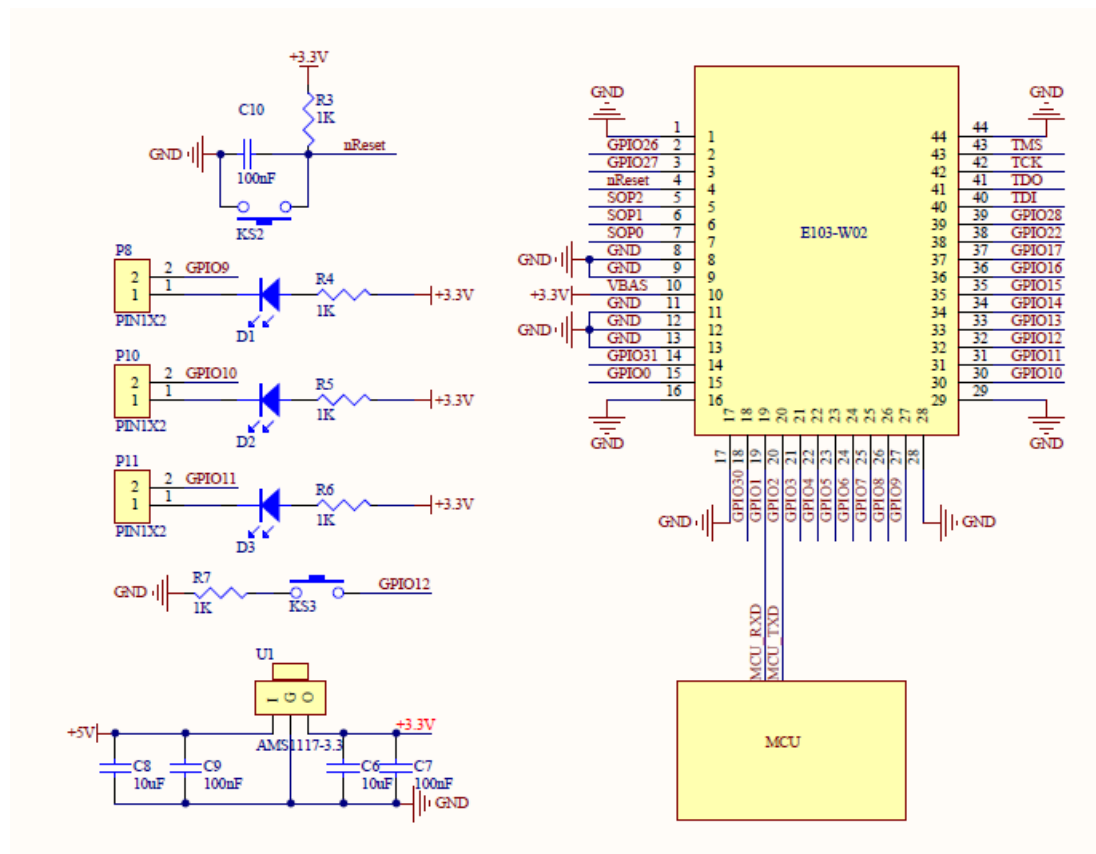 +3.3V
R3
1K
C10
GND
nReset
100nF
KS2
P8
2 2 GPIO9
1 1
PIN1X2
D1
R4
1K
+3.3V
P10
2 2 GPIO10
1 1
PIN1X2
D2
R5
1K
+3.3V
P11
2 2 GPIO11
1 1
PIN1X2
D3
R6
1K
+3.3V
GND
R7
1K
KS3
GPIO12
U1
I G O
+5V
AMS1117-3.3
+3.3V
C8
10uF
C9
100nF
C6
10uF
C7
100nF
GND
GND
1 1
GPIO26 2 2
GPIO27 3 3
nReset 4 4
SOP2 5 5
SOP1 6 6
SOP0 7 7
GND GND 8 8
GND 9 9
+3.3V VBAS 10 10
GND 11 11
GND GND 12 12
GND 13 13
GPIO31 14 14
GPIO0 15 15
16 16
GND
E103-W02
GND
44 44
43 43 TMS
42 42 TCK
41 41 TDO
40 40 TDI
39 39 GPIO28
38 38 GPIO22
37 37 GPIO17
36 36 GPIO16
35 35 GPIO15
34 34 GPIO14
33 33 GPIO13
32 32 GPIO12
31 31 GPIO11
30 30 GPIO10
29 29
GND
17 18 19 20 21 22 23 24 25 26 27 28
17 18 19 20 21 22 23 24 25 26 27 28
GND
GPIO30
GPIO1
GPIO2
GPIO3
GPIO4
GPIO5
GPIO6
GPIO7
GPIO8
GPIO9
GND
MCU_RXD
MCU_TXD
MCU